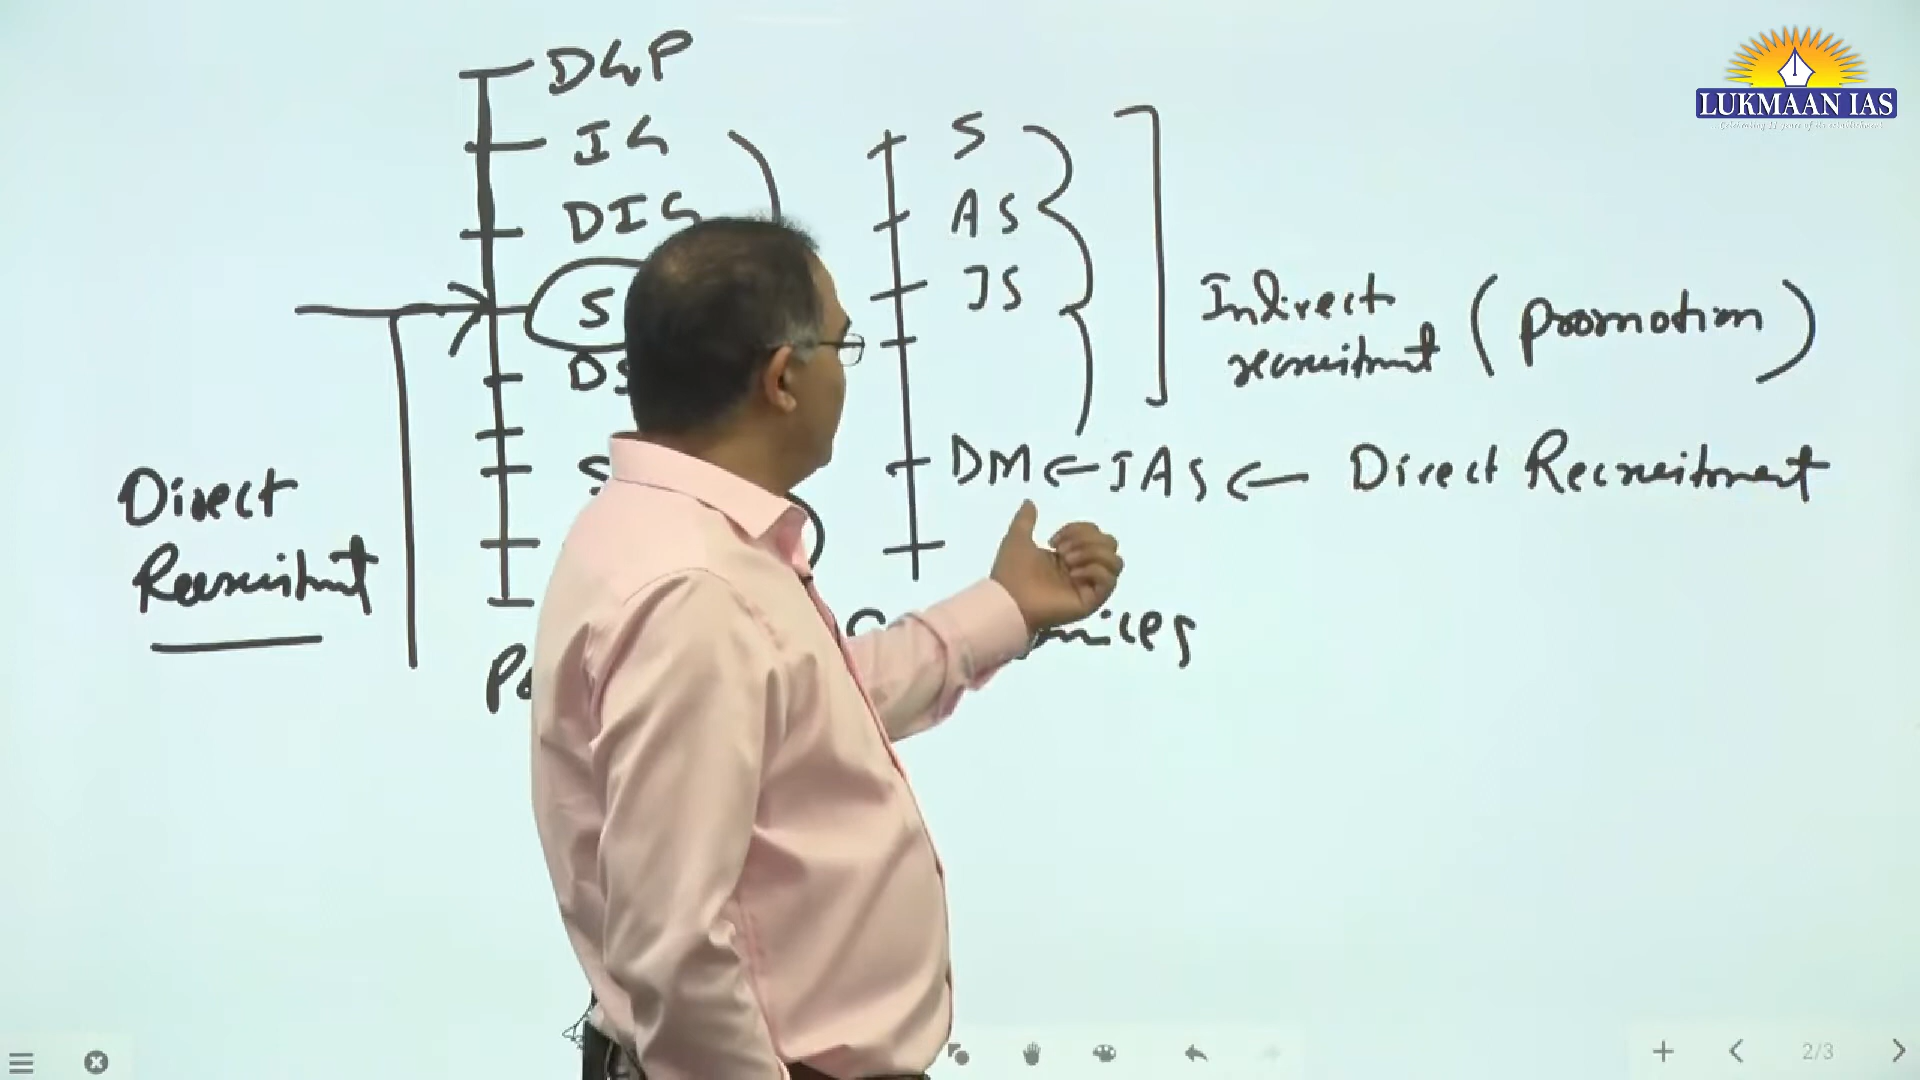 DGP
IG
DIG
S
AS
JS
Indirect
recruitment (promotion)
DM ← IAS ← Direct Recruitment
Direct
Recruitment
LUKMAAN IAS
2/3